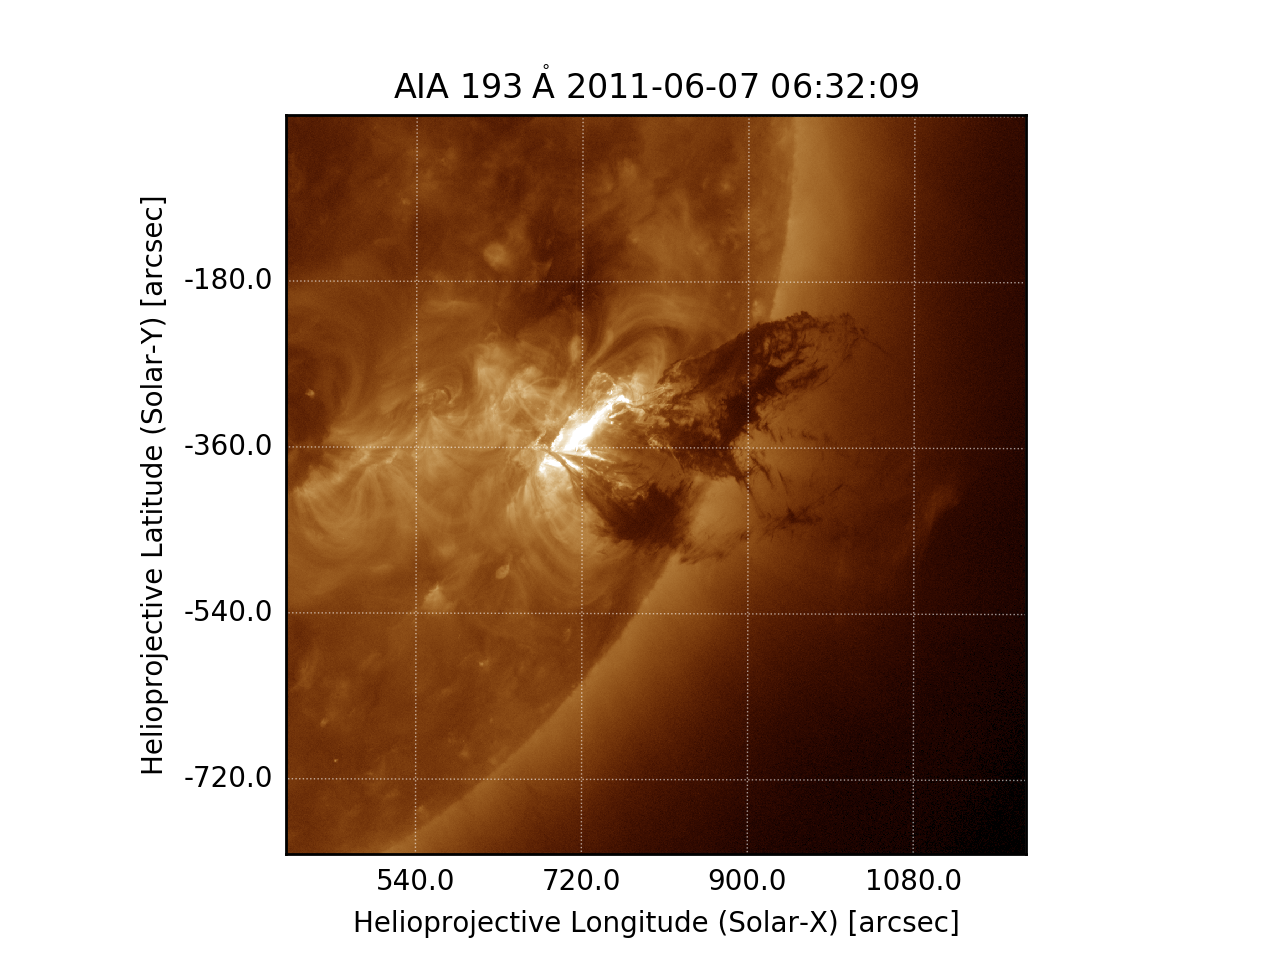 AIA 193 Å 2011-06-07 06:32:09
Helioprojective Latitude (Solar-Y) [arcsec]
-180.0
-360.0
-540.0
-720.0
540.0 720.0 900.0 1080.0
Helioprojective Longitude (Solar-X) [arcsec]